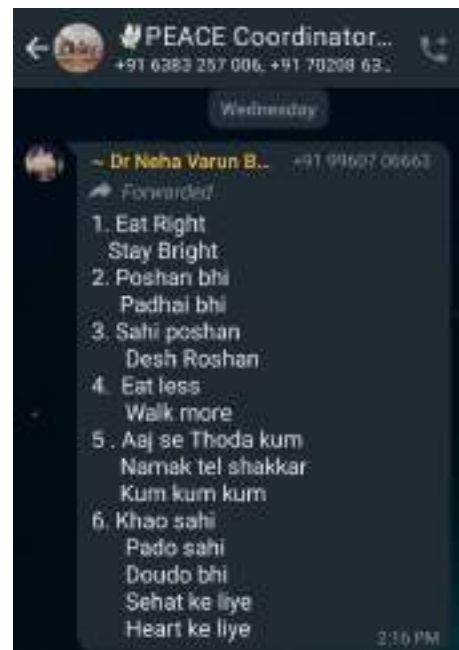 PEACE Coordinator...
+91 6383 257 006, +91 70208 63..
Wednesday
~ Dr Neha Varun B.. +91 99607 06663
Forwarded
1. Eat Right
Stay Bright
2. Poshan bhi
Padhai bhi
3. Sahi poshan
Desh Roshan
4. Eat less
Walk more
5 . Aaj se Thoda kum
Namak tel shakkar
Kum kum kum
6. Khao sahi
Pado sahi
Doudo bhi
Sehat ke liye
Heart ke liye
2:16 PM